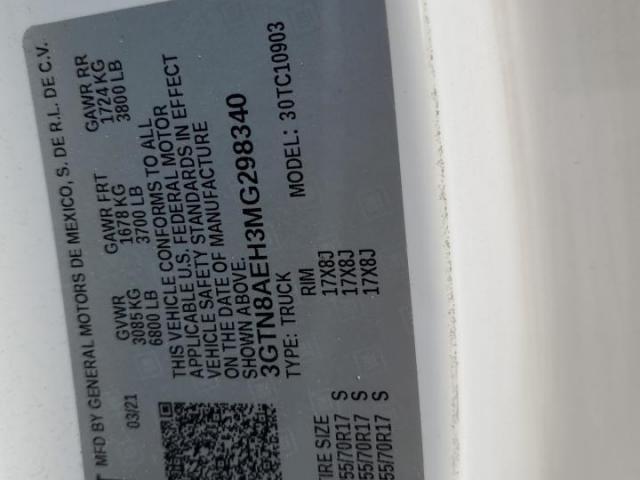 MFD BY GENERAL MOTORS DE MEXICO, S. DE R.L. DE C.V.
03/21 GVWR GAWR FRT GAWR RR
3085 KG 1678 KG 1724 KG
6800 LB 3700 LB 3800 LB
THIS VEHICLE CONFORMS TO ALL
APPLICABLE U.S. FEDERAL MOTOR
VEHICLE SAFETY STANDARDS IN EFFECT
ON THE DATE OF MANUFACTURE
SHOWN ABOVE.
3GTN8AEH3MG298340
TYPE: TRUCK MODEL: 30TC10903
TIRE SIZE RIM
55/70R17 S 17X8J
55/70R17 S 17X8J
55/70R17 S 17X8J